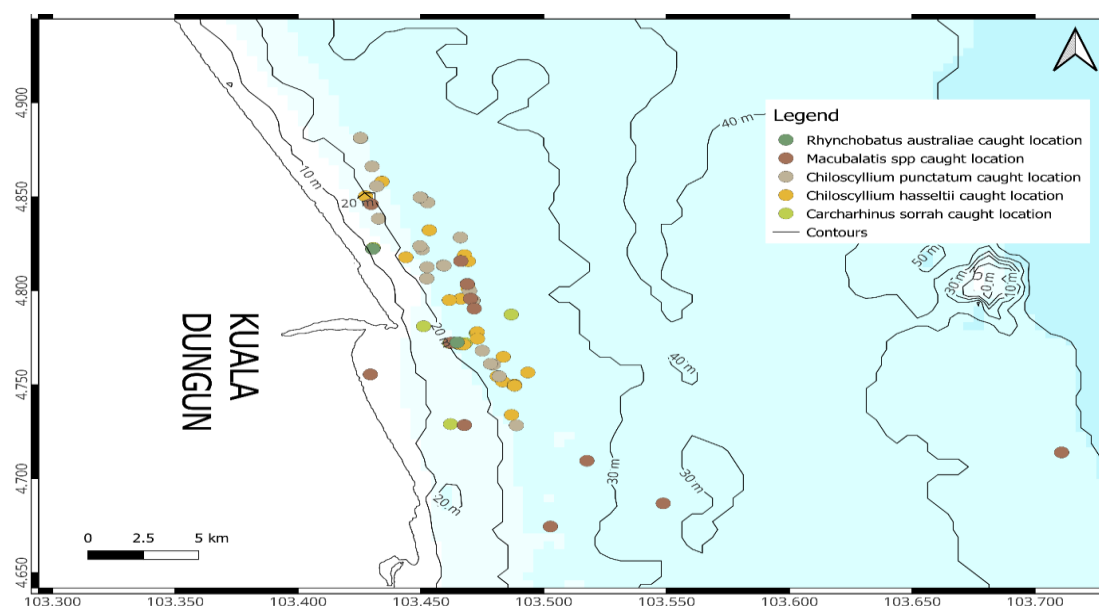 4.900
4.850
4.800
4.750
4.700
4.650
103.300
103.350
103.400
103.450
103.500
103.550
103.600
103.650
103.700
Legend
Rhynchobatus australiae caught location
Macubalatis spp caught location
Chiloscyllium punctatum caught location
Chiloscyllium hasseltii caught location
Carcharhinus sorrah caught location
Contours
10 m
20 m
20 m
20 m
30 m
30 m
40 m
40 m
50 m
30 m
10 m
KUALA
DUNGUN
0 2.5 5 km